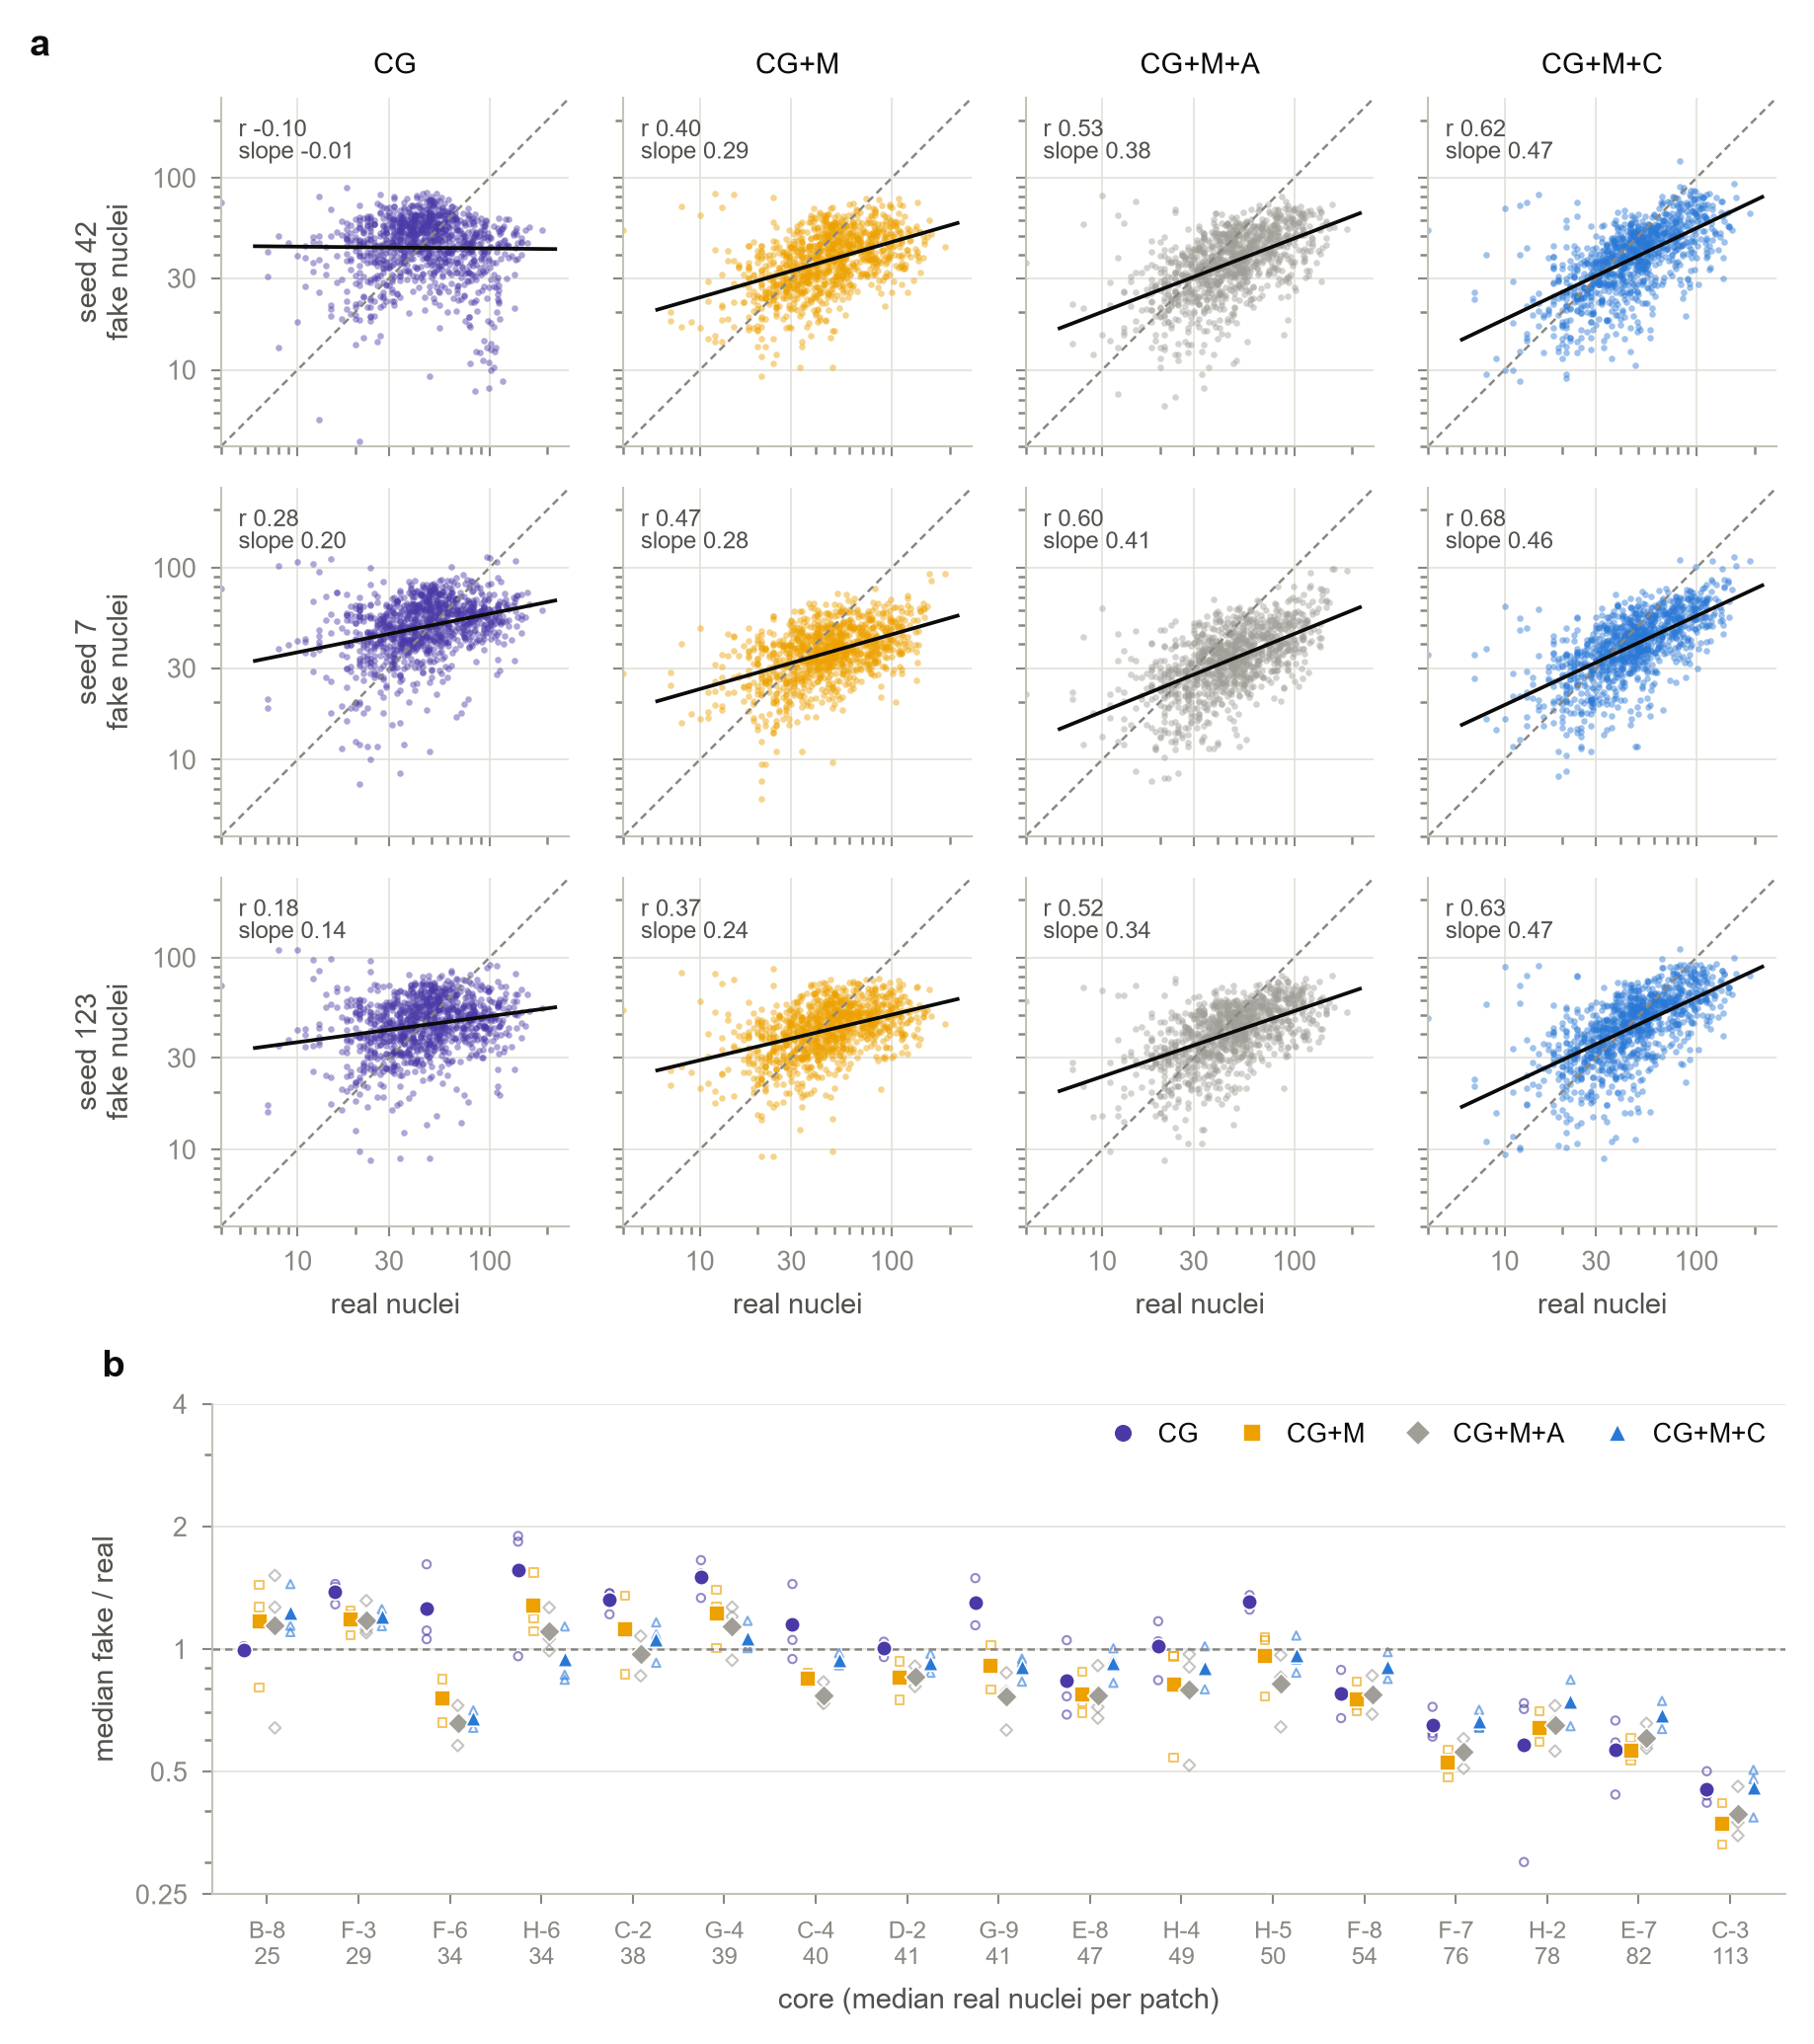 a
CG CG+M CG+M+A CG+M+C
seed 42
fake nuclei
100
30
10
r -0.10
slope -0.01
r 0.40
slope 0.29
r 0.53
slope 0.38
r 0.62
slope 0.47
seed 7
fake nuclei
100
30
10
r 0.28
slope 0.20
r 0.47
slope 0.28
r 0.60
slope 0.41
r 0.68
slope 0.46
seed 123
fake nuclei
100
30
10
r 0.18
slope 0.14
r 0.37
slope 0.24
r 0.52
slope 0.34
r 0.63
slope 0.47
10 30 100 10 30 100 10 30 100 10 30 100
real nuclei real nuclei real nuclei real nuclei
b
median fake / real
4
2
1
0.5
0.25
CG CG+M CG+M+A CG+M+C
B-8 F-3 F-6 H-6 C-2 G-4 C-4 D-2 G-9 E-8 H-4 H-5 F-8 F-7 H-2 E-7 C-3
25 29 34 34 38 39 40 41 41 47 49 50 54 76 78 82 113
core (median real nuclei per patch)